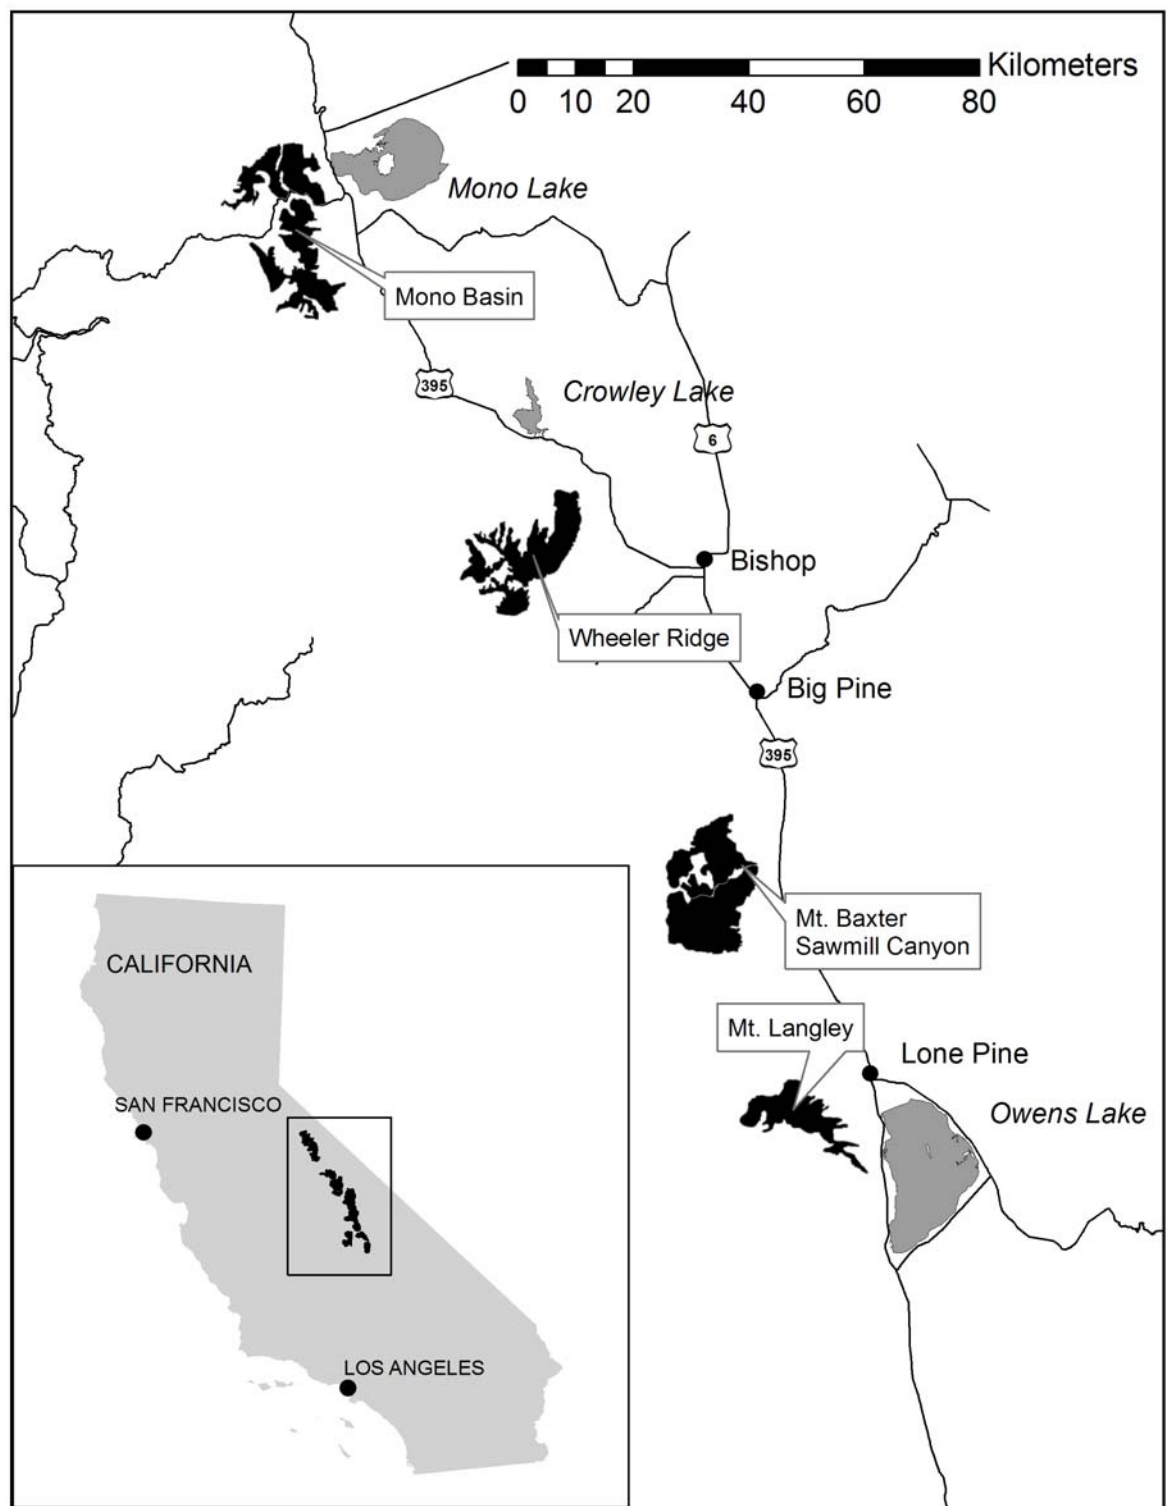 Kilometers
0 10 20 40 60 80
Mono Lake
Mono Basin
395
Crowley Lake
6
Bishop
Wheeler Ridge
Big Pine
395
Mt. Baxter
Sawmill Canyon
Mt. Langley
Lone Pine
Owens Lake
CALIFORNIA
SAN FRANCISCO
LOS ANGELES